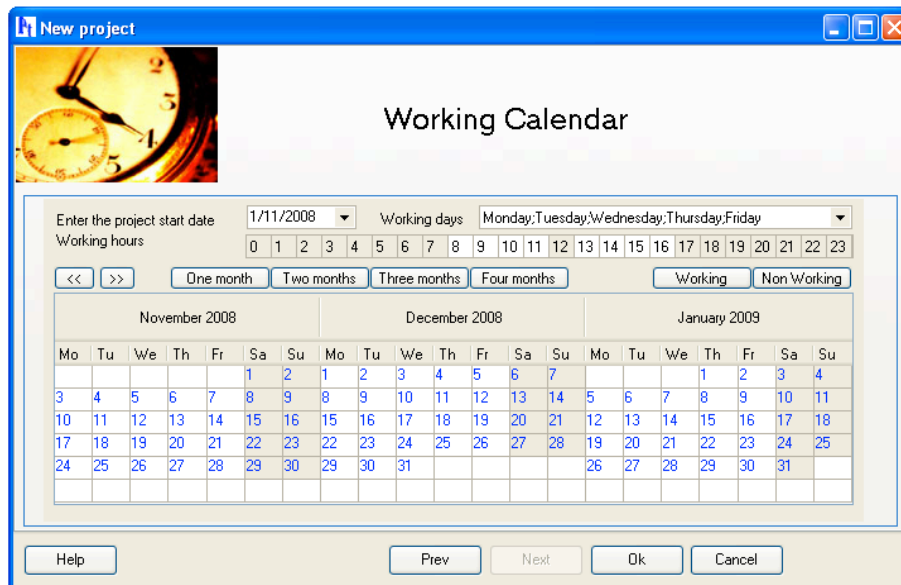 New project
Working Calendar
Enter the project start date 1/11/2008 Working days Monday;Tuesday;Wednesday;Thursday;Friday
Working hours 0 1 2 3 4 5 6 7 8 9 10 11 12 13 14 15 16 17 18 19 20 21 22 23
<< >> One month Two months Three months Four months Working Non Working
November 2008 December 2008 January 2009
Mo Tu We Th Fr Sa Su Mo Tu We Th Fr Sa Su Mo Tu We Th Fr Sa Su
1 2 1 2 3 4 5 6 7 1 2 3 4
3 4 5 6 7 8 9 8 9 10 11 12 13 14 5 6 7 8 9 10 11
10 11 12 13 14 15 16 15 16 17 18 19 20 21 12 13 14 15 16 17 18
17 18 19 20 21 22 23 22 23 24 25 26 27 28 19 20 21 22 23 24 25
24 25 26 27 28 29 30 29 30 31 26 27 28 29 30 31
Help Prev Next Ok Cancel